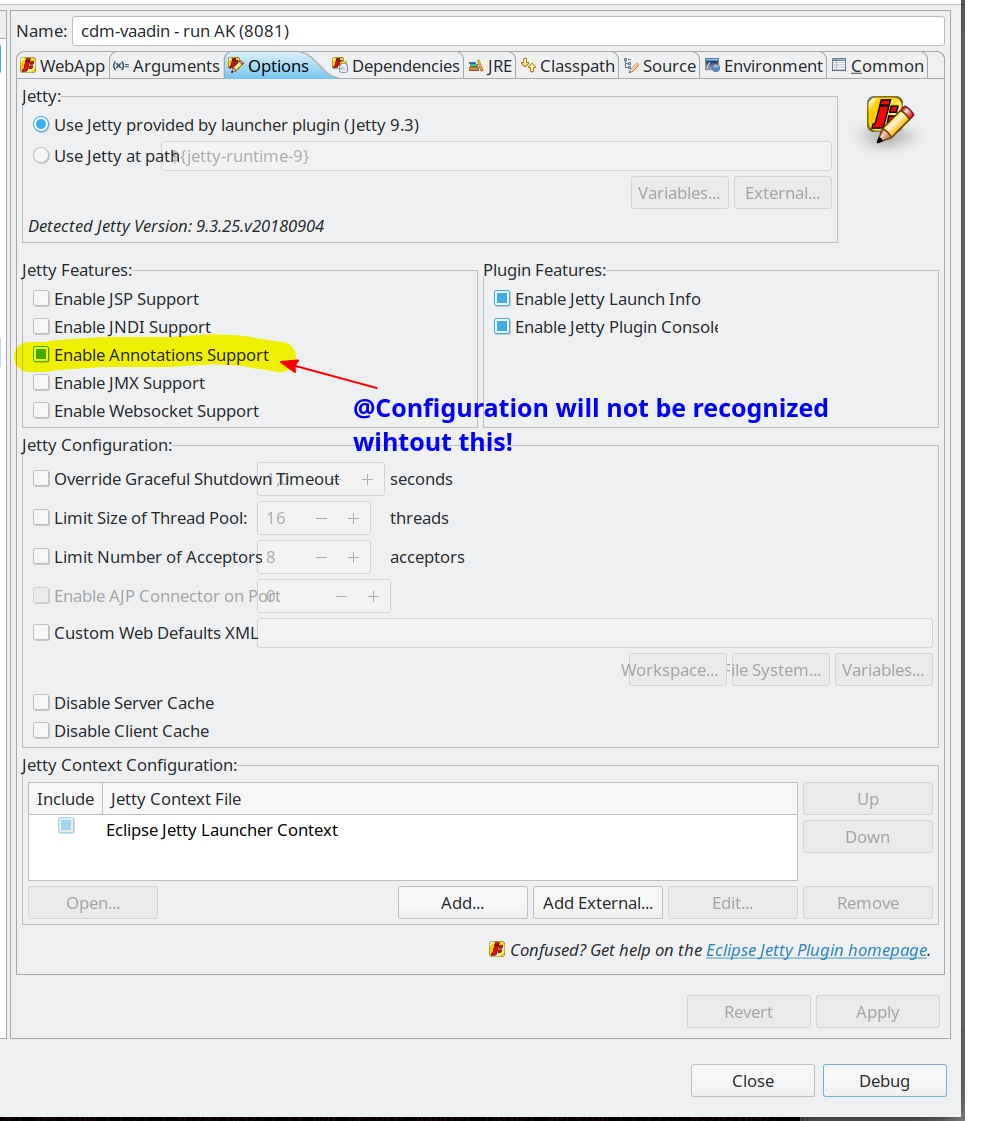 Name: cdm-vaadin - run AK (8081)
WebApp (x)= Arguments Options Dependencies JRE Classpath Source Environment Common
Jetty:
Use Jetty provided by launcher plugin (Jetty 9.3)
Use Jetty at path {jetty-runtime-9}
Variables... External...
Detected Jetty Version: 9.3.25.v20180904
Jetty Features:
Enable JSP Support
Enable JNDI Support
Enable Annotations Support
Enable JMX Support
Enable Websocket Support
Plugin Features:
Enable Jetty Launch Info
Enable Jetty Plugin Console
@Configuration will not be recognized
wihtout this!
Jetty Configuration:
Override Graceful Shutdown Timeout − + seconds
Limit Size of Thread Pool: 16 − + threads
Limit Number of Acceptors 8 − + acceptors
Enable AJP Connector on Port − +
Custom Web Defaults XML
Workspace... File System... Variables...
Disable Server Cache
Disable Client Cache
Jetty Context Configuration:
Include Jetty Context File
Eclipse Jetty Launcher Context
Up
Down
Open... Add... Add External... Edit... Remove
Confused? Get help on the Eclipse Jetty Plugin homepage.
Revert Apply
Close Debug